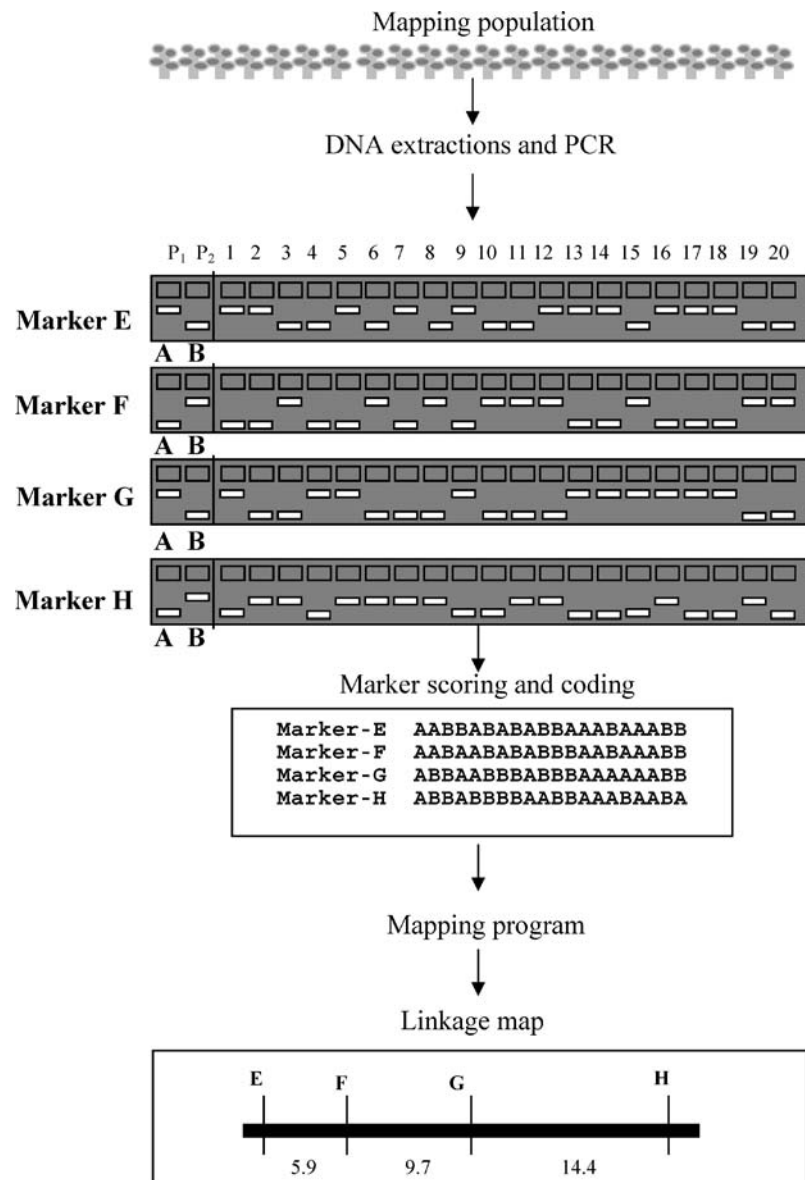 Mapping population
DNA extractions and PCR
P₁ P₂ 1 2 3 4 5 6 7 8 9 10 11 12 13 14 15 16 17 18 19 20
Marker E
A B
Marker F
A B
Marker G
A B
Marker H
A B
Marker scoring and coding
Marker-E AABBABABABBAAABAAABB
Marker-F AABAABABABBBAABAAABB
Marker-G ABBAABBBABBBAAAAAABB
Marker-H ABBABBBBAABBAAABAABA
Mapping program
Linkage map
E F G H
5.9 9.7 14.4